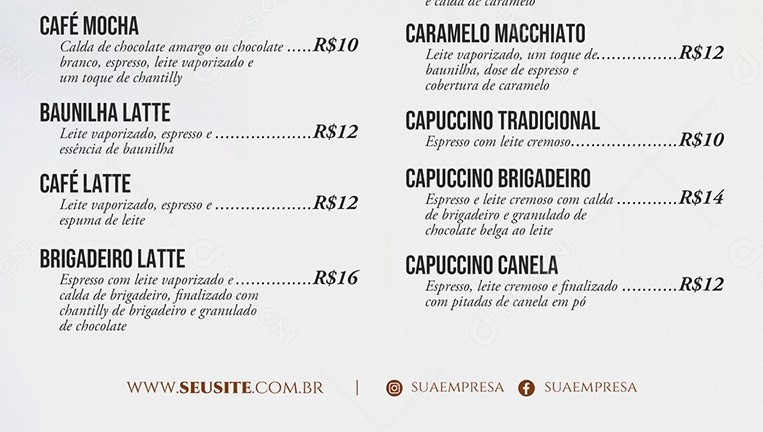 CAFÉ MOCHA
Calda de chocolate amargo ou chocolate .....R$10
branco, espresso, leite vaporizado e
um toque de chantilly
BAUNILHA LATTE
Leite vaporizado, espresso e ..................R$12
essência de baunilha
CAFÉ LATTE
Leite vaporizado, espresso e ..................R$12
espuma de leite
BRIGADEIRO LATTE
Espresso com leite vaporizado e ..............R$16
calda de brigadeiro, finalizado com
chantilly de brigadeiro e granulado
de chocolate
e calda de caramelo
CARAMELO MACCHIATO
Leite vaporizado, um toque de................R$12
baunilha, dose de espresso e
cobertura de caramelo
CAPUCCINO TRADICIONAL
Espresso com leite cremoso.....................R$10
CAPUCCINO BRIGADEIRO
Espresso e leite cremoso com calda ............R$14
de brigadeiro e granulado de
chocolate belga ao leite
CAPUCCINO CANELA
Espresso, leite cremoso e finalizado ...........R$12
com pitadas de canela em pó
WWW.SEUSITE.COM.BR | SUAEMPRESA SUAEMPRESA